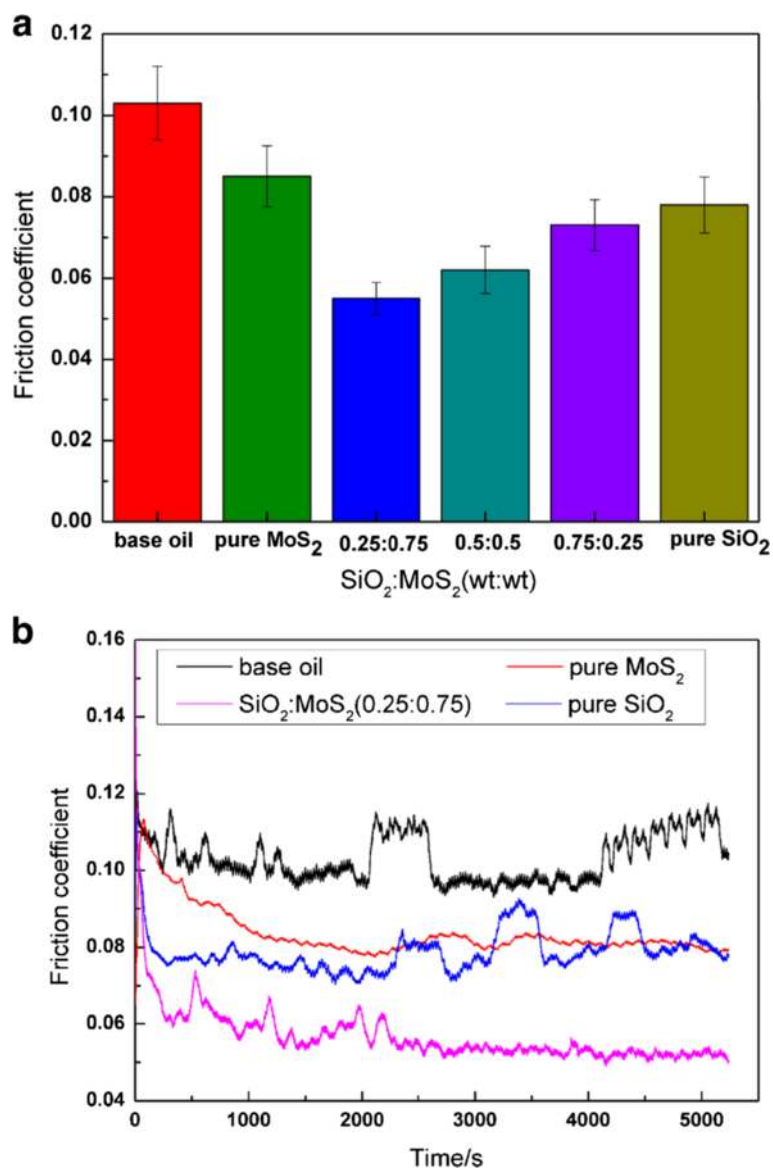 a
0.12
0.10
0.08
0.06
0.04
0.02
0.00
Friction coefficient
base oil pure MoS₂ 0.25:0.75 0.5:0.5 0.75:0.25 pure SiO₂
SiO₂:MoS₂(wt:wt)
b
0.16
0.14
0.12
0.10
0.08
0.06
0.04
Friction coefficient
base oil pure MoS₂
SiO₂:MoS₂(0.25:0.75) pure SiO₂
0 1000 2000 3000 4000 5000
Time/s